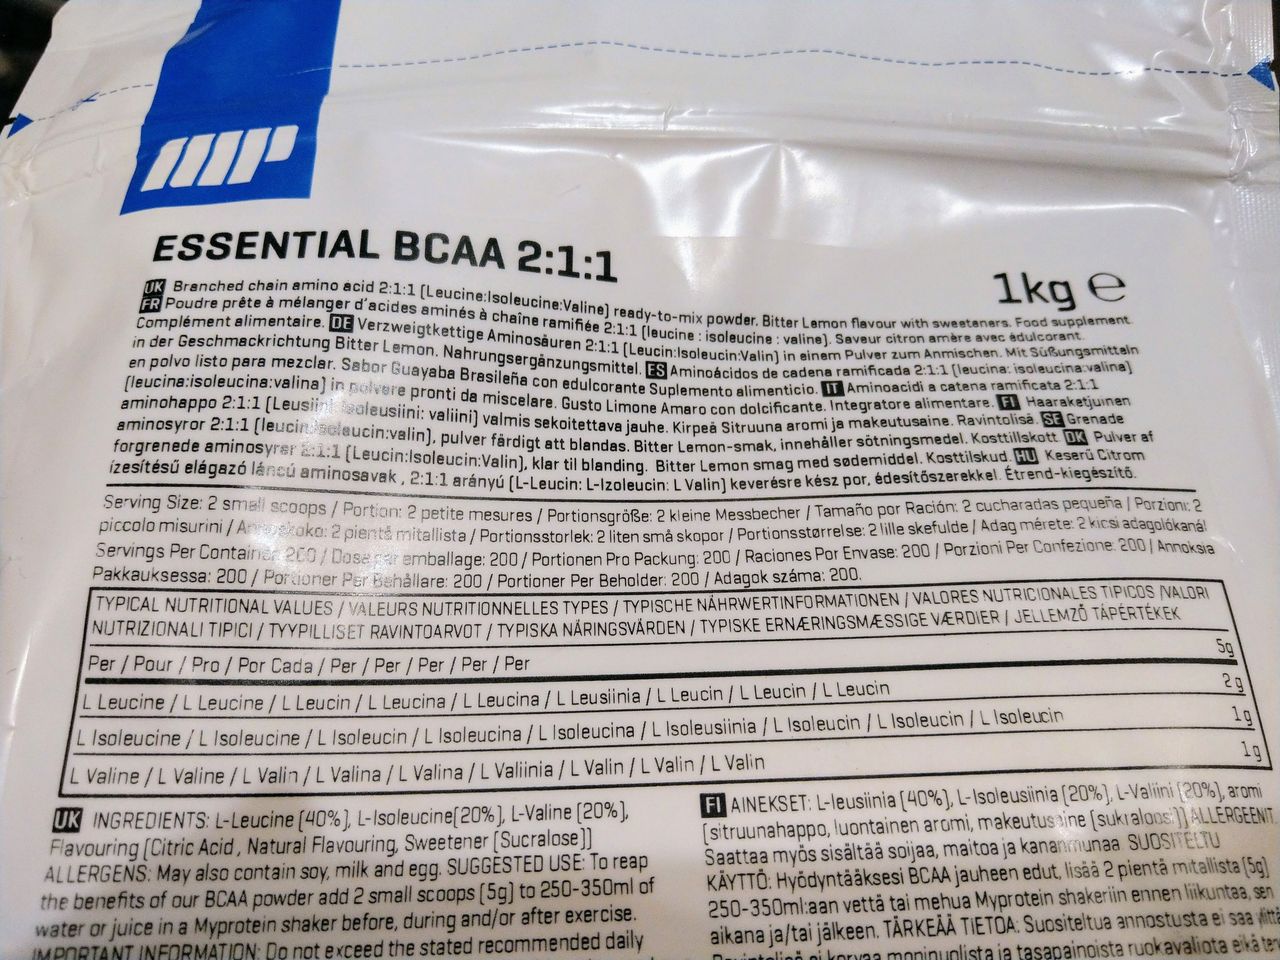 ESSENTIAL BCAA 2:1:1
1kg ℮
UK Branched chain amino acid 2:1:1 (Leucine:Isoleucine:Valine) ready-to-mix powder. Bitter Lemon flavour with sweeteners. Food supplement.
FR Poudre prête à mélanger d'acides aminés à chaîne ramifiée 2:1:1 (leucine : isoleucine : valine). Saveur citron amère avec édulcorant.
Complément alimentaire. DE Verzweigtkettige Aminosäuren 2:1:1 (Leucin:Isoleucin:Valin) in einem Pulver zum Anmischen. Mit Süßungsmitteln
in der Geschmackrichtung Bitter Lemon. Nahrungsergänzungsmittel. ES Aminoácidos de cadena ramificada 2:1:1 (leucina: isoleucina:valina)
en polvo listo para mezclar. Sabor Guayaba Brasileña con edulcorante Suplemento alimenticio. IT Aminoacidi a catena ramificata 2:1:1
(leucina:isoleucina:valina) in polvere pronti da miscelare. Gusto Limone Amaro con dolcificante. Integratore alimentare. FI Haaraketjuinen
aminohappo 2:1:1 (Leusiini: isoleusiini: valiini) valmis sekoitettava jauhe. Kirpeä Sitruuna aromi ja makeutusaine. Ravintolisä. SE Grenade
aminosyror 2:1:1 (leucin:isoleucin:valin), pulver färdigt att blandas. Bitter Lemon-smak, innehåller sötningsmedel. Kosttillskott. DK Pulver af
forgrenede aminosyrer 2:1:1 (Leucin:Isoleucin:Valin), klar til blanding. Bitter Lemon smag med sødemiddel. Kosttilskud. HU Keserű Citrom
ízesítésű elágazó láncú aminosavak , 2:1:1 arányú (L-Leucin: L-Izoleucin: L Valin) keverésre kész por, édesítőszerekkel. Étrend-kiegészítő.
Serving Size: 2 small scoops / Portion: 2 petite mesures / Portionsgröße: 2 kleine Messbecher / Tamaño por Ración: 2 cucharadas pequeña / Porzioni: 2
piccolo misurini / Annoskoko: 2 pientä mitallista / Portionsstorlek: 2 liten små skopor / Portionsstørrelse: 2 lille skefulde / Adag mérete: 2 kicsi adagolókanál
Servings Per Container: 200 / Dose par emballage: 200 / Portionen Pro Packung: 200 / Raciones Por Envase: 200 / Porzioni Per Confezione: 200 / Annoksia
Pakkauksessa: 200 / Portioner Per Behållare: 200 / Portioner Per Beholder: 200 / Adagok száma: 200.
TYPICAL NUTRITIONAL VALUES / VALEURS NUTRITIONNELLES TYPES / TYPISCHE NÄHRWERTINFORMATIONEN / VALORES NUTRICIONALES TIPICOS /VALORI
NUTRIZIONALI TIPICI / TYYPILLISET RAVINTOARVOT / TYPISKA NÄRINGSVÄRDEN / TYPISKE ERNÆRINGSMÆSSIGE VÆRDIER / JELLEMZŐ TÁPÉRTÉKEK
Per / Pour / Pro / Por Cada / Per / Per / Per / Per / Per 5g
L Leucine / L Leucine / L Leucin / L Leucina / L Leucina / L Leusiinia / L Leucin / L Leucin / L Leucin 2g
L Isoleucine / L Isoleucine / L Isoleucin / L Isoleucina / L Isoleucina / L Isoleusiinia / L Isoleucin / L Isoleucin / L Isoleucin 1g
L Valine / L Valine / L Valin / L Valina / L Valina / L Valiinia / L Valin / L Valin / L Valin 1g
UK INGREDIENTS: L-Leucine (40%), L-Isoleucine(20%), L-Valine (20%),
Flavouring (Citric Acid, Natural Flavouring, Sweetener (Sucralose))
ALLERGENS: May also contain soy, milk and egg. SUGGESTED USE: To reap
the benefits of our BCAA powder add 2 small scoops (5g) to 250-350ml of
water or juice in a Myprotein shaker before, during and/or after exercise.
IMPORTANT INFORMATION: Do not exceed the stated recommended daily
FI AINEKSET: L-leusiinia (40%), L-Isoleusiinia (20%), L-Valiini (20%), aromi
(sitruunahappo, luontainen aromi, makeutusaine (sukraloosi)) ALLERGEENIT:
Saattaa myös sisältää soijaa, maitoa ja kananmunaa SUOSITELTU
KÄYTTÖ: Hyödyntääksesi BCAA jauheen edut, lisää 2 pientä mitallista (5g)
250-350ml:aan vettä tai mehua Myprotein shakeriin ennen liikuntaa, sen
aikana ja/tai jälkeen. TÄRKEÄÄ TIETOA: Suositeltua annostusta ei saa ylittä
Ravintolisä ei korvaa monipuolista ja tasapainoista ruokavaliota eikä